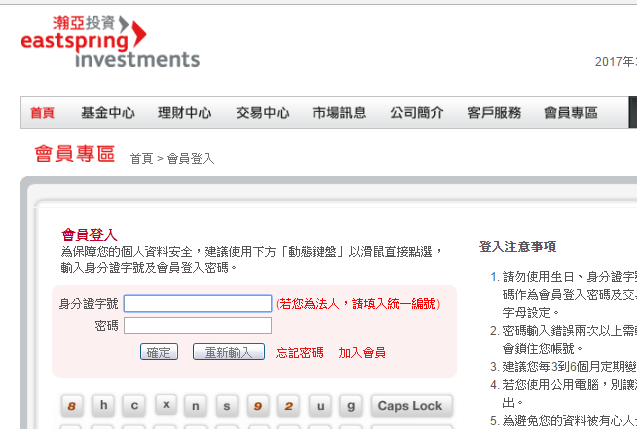 瀚亞投資
eastspring
investments
2017年
首頁 基金中心 理財中心 交易中心 市場訊息 公司簡介 客戶服務 會員專區
會員專區 首頁 > 會員登入
會員登入
為保障您的個人資料安全，建議使用下方「動態鍵盤」以滑鼠直接點選，
輸入身分證字號及會員登入密碼。
身分證字號 (若您為法人，請填入統一編號)
密碼
確定 重新輸入 忘記密碼 加入會員
8 h c x n s 9 2 u g Caps Lock
登入注意事項
1. 請勿使用生日、身分證字
碼作為會員登入密碼及交
字母設定。
2. 密碼輸入錯誤兩次以上需
會鎖住您帳號。
3. 建議您每3到6個月定期變
4. 若您使用公用電腦，別讓
出。
5. 為避免您的資料被有心人